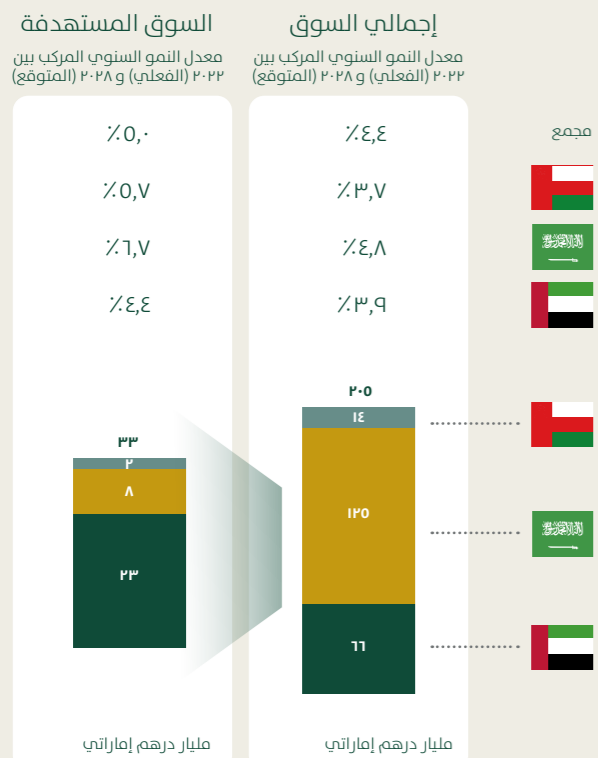 إجمالي السوق
معدل النمو السنوي المركب بين
٢٠٢٢ (الفعلي) و ٢٠٢٨ (المتوقع)
السوق المستهدفة
معدل النمو السنوي المركب بين
٢٠٢٢ (الفعلي) و ٢٠٢٨ (المتوقع)
مجمع
٤,٤٪
٥,٠٪
٣,٧٪
٥,٧٪
٤,٨٪
٦,٧٪
٣,٩٪
٤,٤٪
٢٠٥
١٤
١٢٥
٦٦
٣٣
٢
٨
٢٣
مليار درهم إماراتي
مليار درهم إماراتي